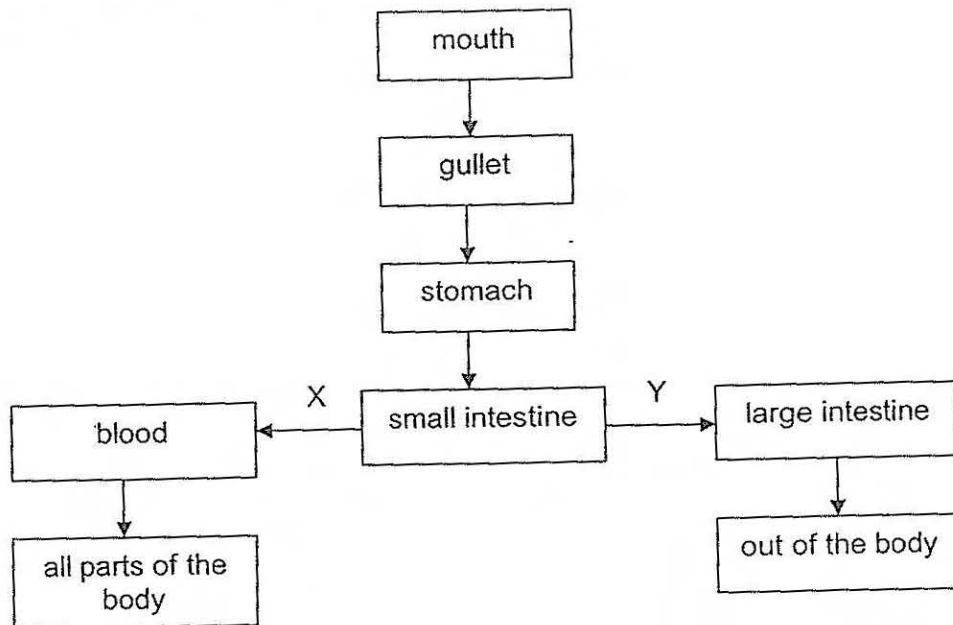 mouth
gullet
stomach
X
Y
blood
small intestine
large intestine
all parts of the
body
out of the body